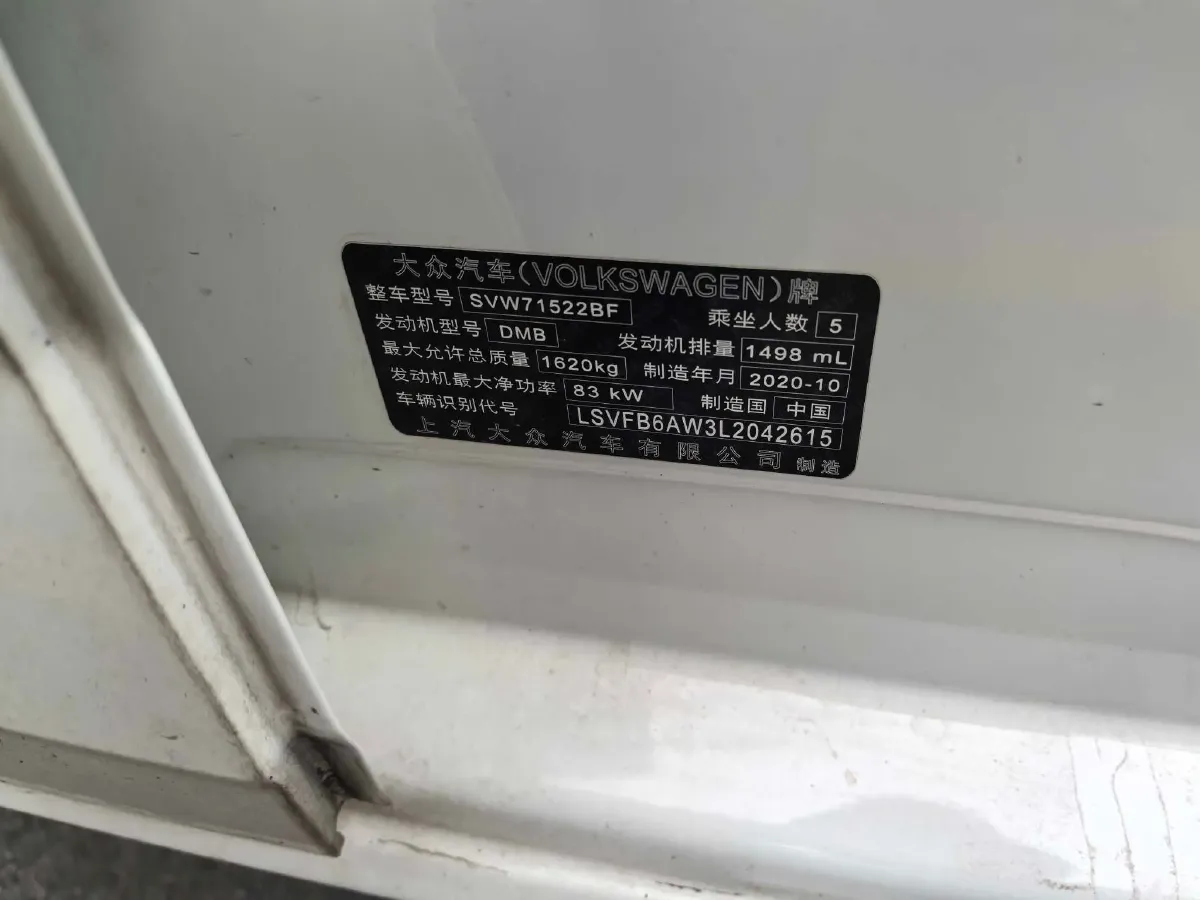 大众汽车(VOLKSWAGEN)牌
整车型号 SVW71522BF 乘坐人数 5
发动机型号 DMB 发动机排量 1498 mL
最大允许总质量 1620kg 制造年月 2020-10
发动机最大净功率 83 kW 制造国 中国
车辆识别代号 LSVFB6AW3L2042615
上汽大众汽车有限公司 制造